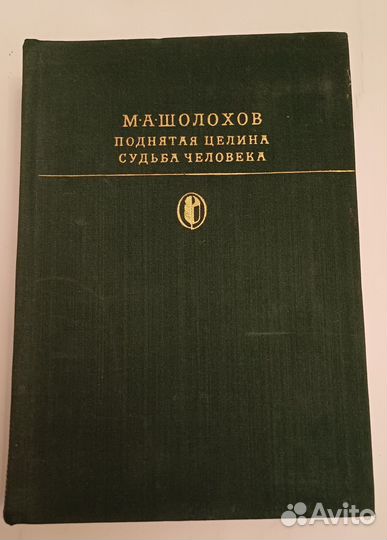 М·А·ШОЛОХОВ
ПОДНЯТАЯ ЦЕЛИНА
СУДЬБА ЧЕЛОВЕКА
Avito